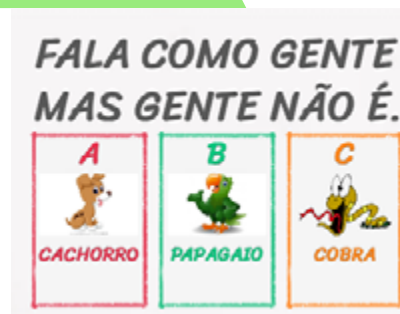 FALA COMO GENTE
MAS GENTE NÃO É.
A
B
C
CACHORRO
PAPAGAIO
COBRA